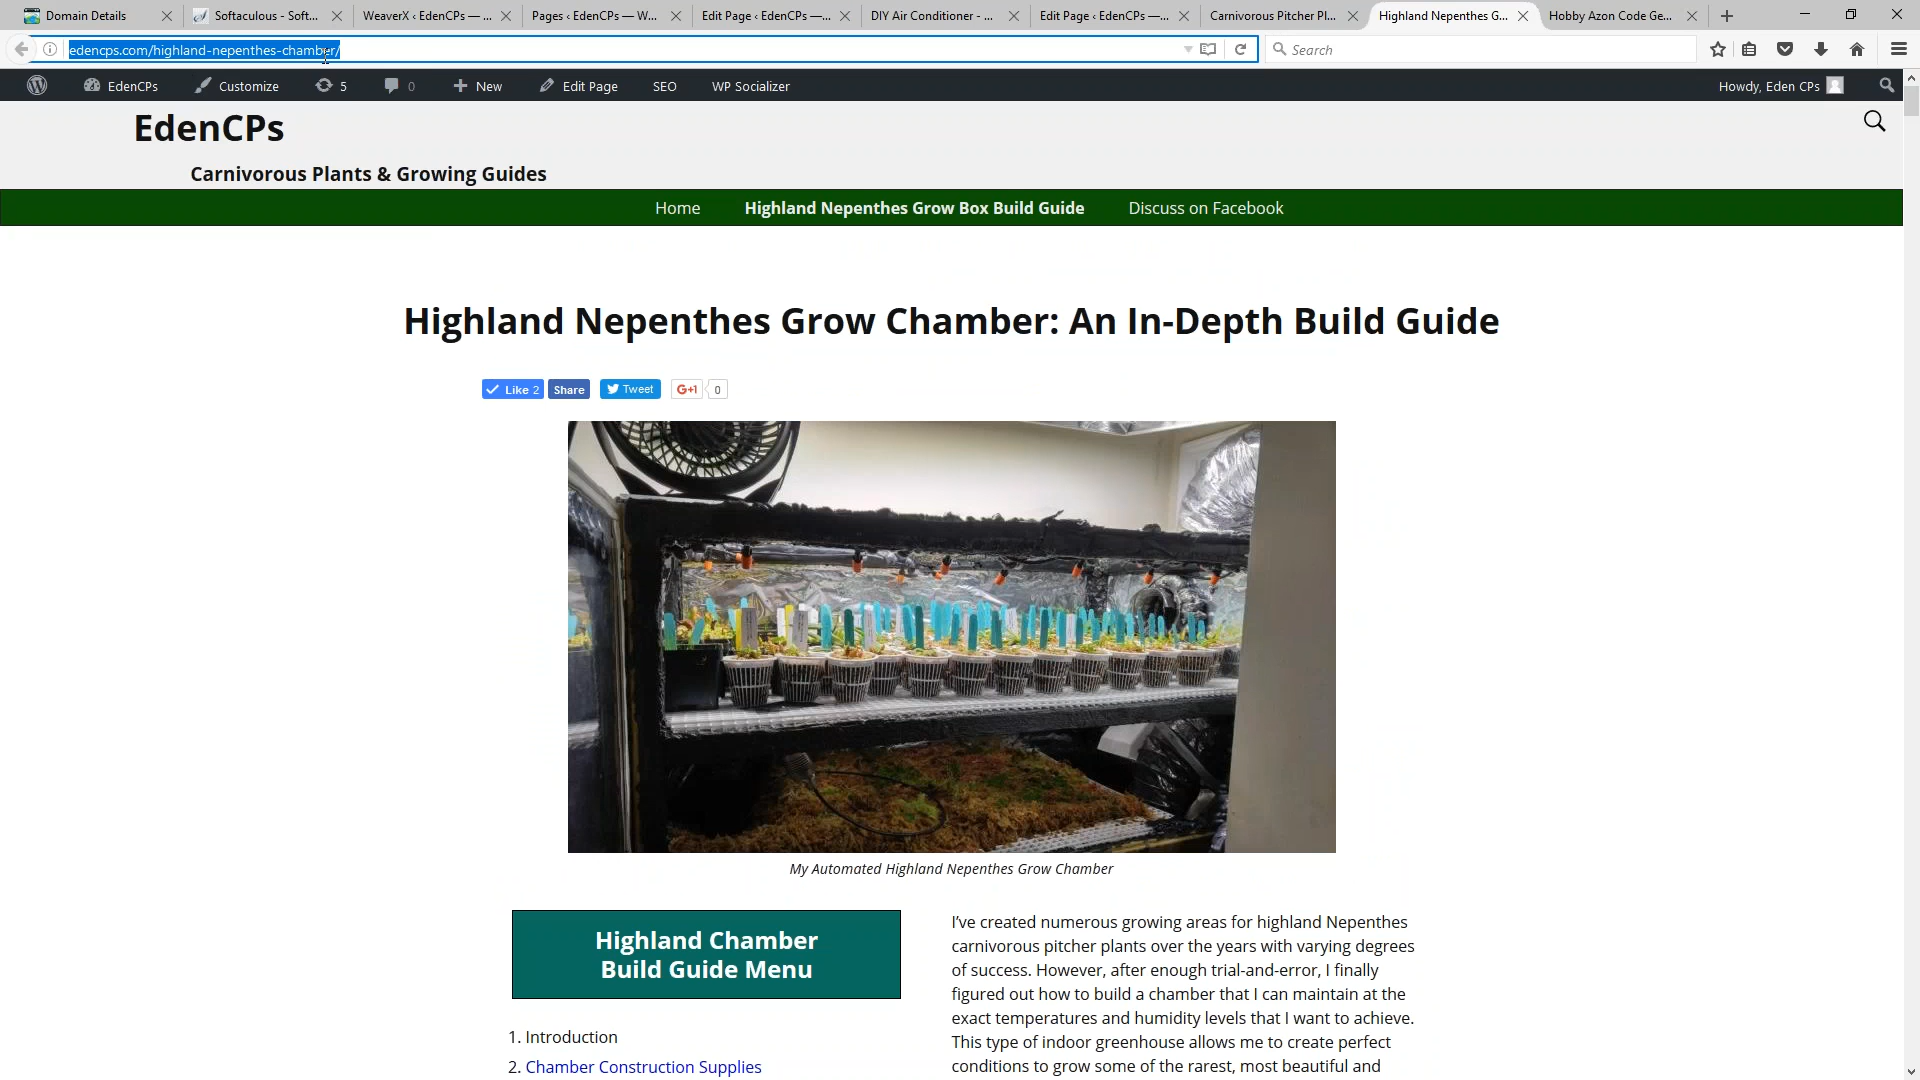 Domain Details
Softaculous - Soft...
WeaverX ‹ EdenCPs — ...
Pages ‹ EdenCPs — W...
Edit Page ‹ EdenCPs —...
DIY Air Conditioner - ...
Edit Page ‹ EdenCPs —...
Carnivorous Pitcher Pl...
Highland Nepenthes G...
Hobby Azon Code Ge...
edencps.com/highland-nepenthes-chamber/
Search
EdenCPs
Customize
5
0
New
Edit Page
SEO
WP Socializer
Howdy, Eden CPs
EdenCPs
Carnivorous Plants & Growing Guides
Home
Highland Nepenthes Grow Box Build Guide
Discuss on Facebook
Highland Nepenthes Grow Chamber: An In-Depth Build Guide
Like 2
Share
Tweet
G+1
0
My Automated Highland Nepenthes Grow Chamber
Highland Chamber
Build Guide Menu
1. Introduction
2. Chamber Construction Supplies
I've created numerous growing areas for highland Nepenthes
carnivorous pitcher plants over the years with varying degrees
of success. However, after enough trial-and-error, I finally
figured out how to build a chamber that I can maintain at the
exact temperatures and humidity levels that I want to achieve.
This type of indoor greenhouse allows me to create perfect
conditions to grow some of the rarest, most beautiful and